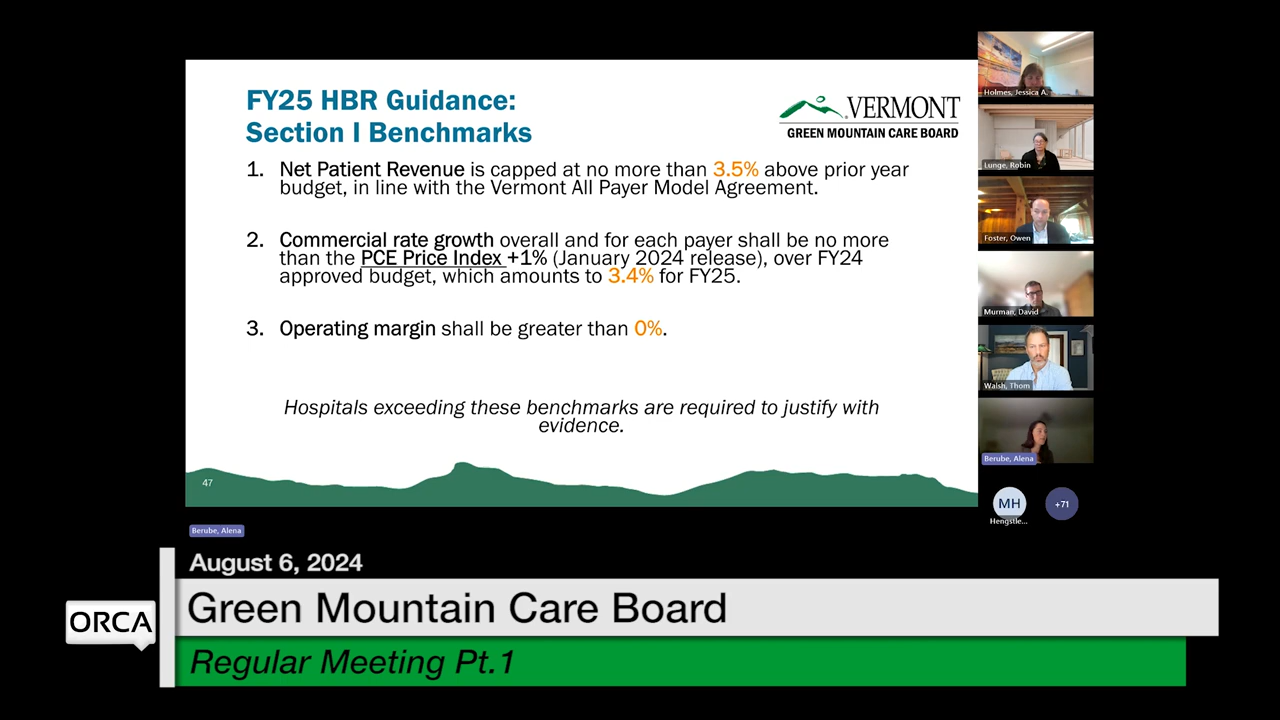 FY25 HBR Guidance:
Section I Benchmarks
VERMONT
GREEN MOUNTAIN CARE BOARD
1. Net Patient Revenue is capped at no more than 3.5% above prior year
budget, in line with the Vermont All Payer Model Agreement.
2. Commercial rate growth overall and for each payer shall be no more
than the PCE Price Index +1% (January 2024 release), over FY24
approved budget, which amounts to 3.4% for FY25.
3. Operating margin shall be greater than 0%.
Hospitals exceeding these benchmarks are required to justify with
evidence.
47
Berube, Alena
Holmes, Jessica A.
Lunge, Robin
Foster, Owen
Murman, David
Walsh, Thom
Berube, Alena
MH
Hengstle...
+71
August 6, 2024
ORCA
Green Mountain Care Board
Regular Meeting Pt.1